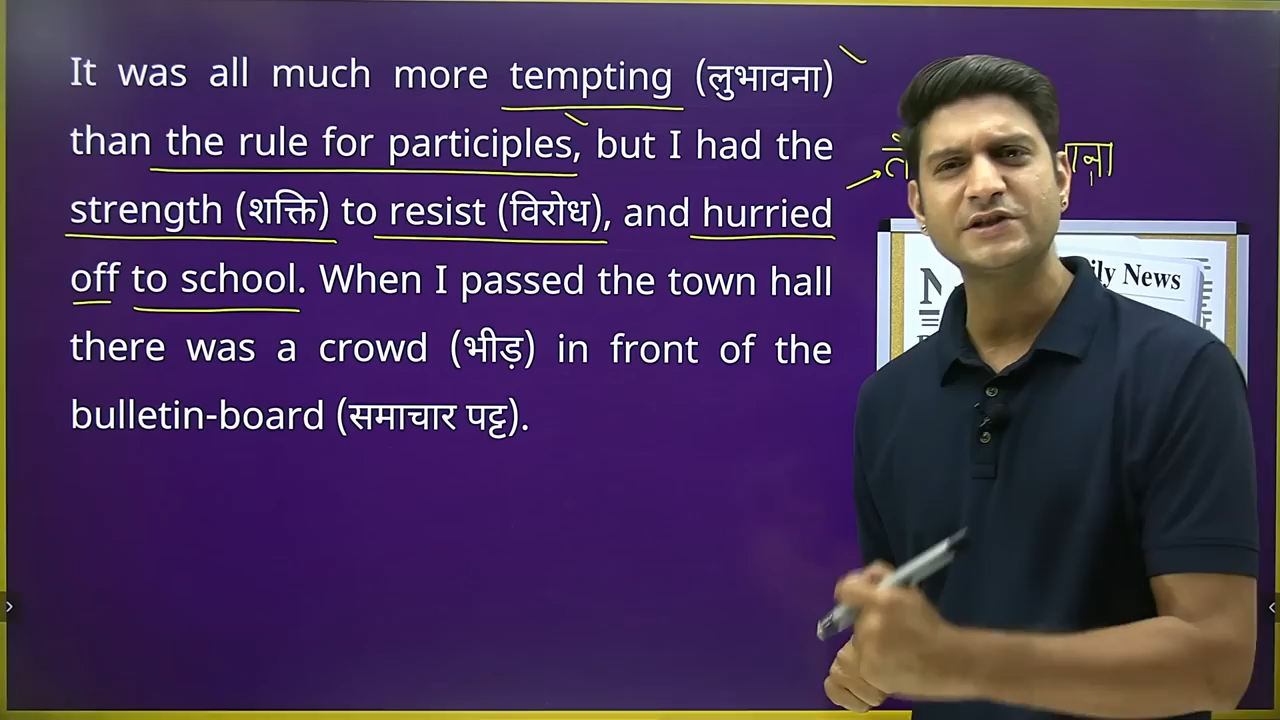 It was all much more tempting (लुभावना)
than the rule for participles, but I had the
strength (शक्ति) to resist (विरोध), and hurried
off to school. When I passed the town hall
there was a crowd (भीड़) in front of the
bulletin-board (समाचार पट्ट).
News